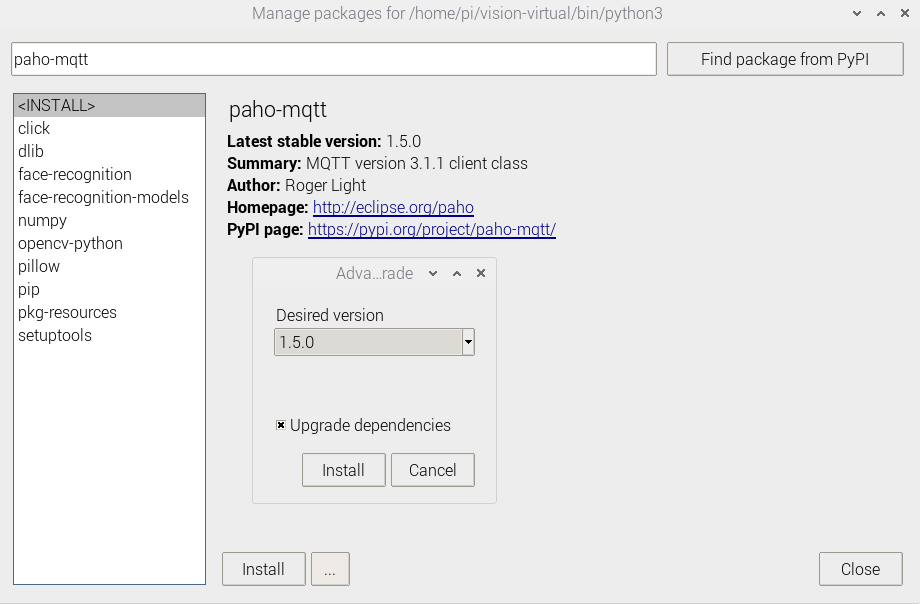 Manage packages for /home/pi/vision-virtual/bin/python3
paho-mqtt
Find package from PyPI
<INSTALL>
click
dlib
face-recognition
face-recognition-models
numpy
opencv-python
pillow
pip
pkg-resources
setuptools
paho-mqtt
Latest stable version: 1.5.0
Summary: MQTT version 3.1.1 client class
Author: Roger Light
Homepage: http://eclipse.org/paho
PyPI page: https://pypi.org/project/paho-mqtt/
Adva...rade
Desired version
1.5.0
Upgrade dependencies
Install Cancel
Install ... Close